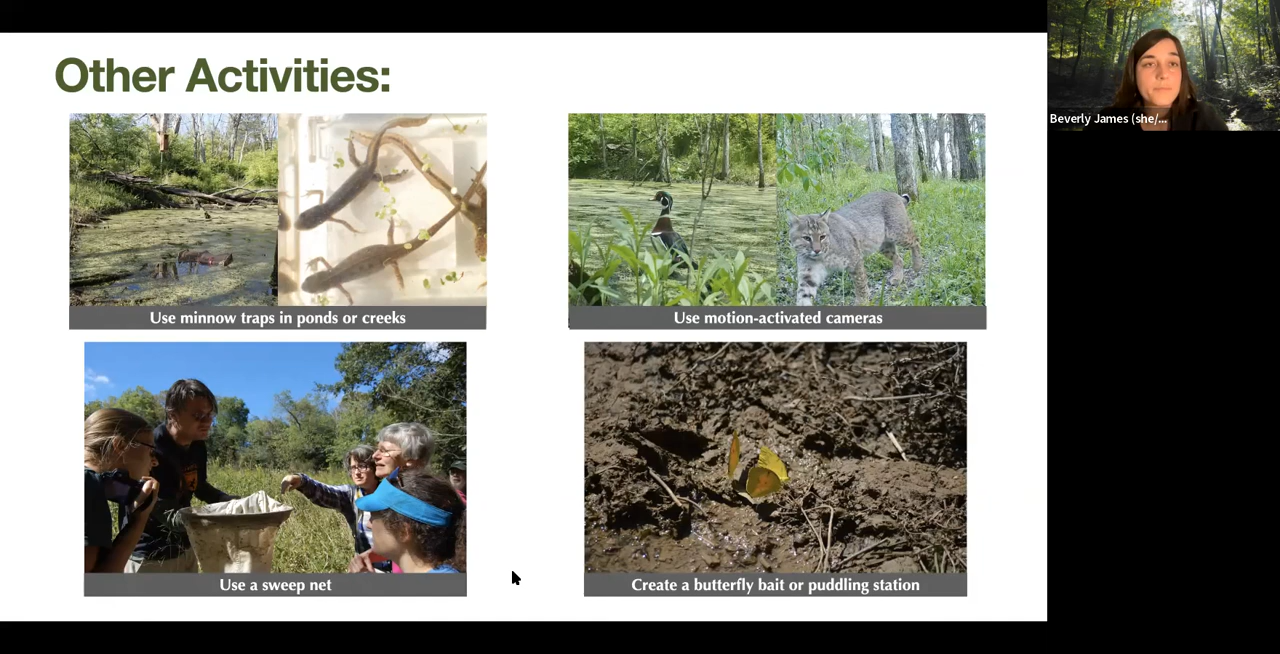 Other Activities:
Beverly James (she/...
Use minnow traps in ponds or creeks
Use motion-activated cameras
Use a sweep net
Create a butterfly bait or puddling station